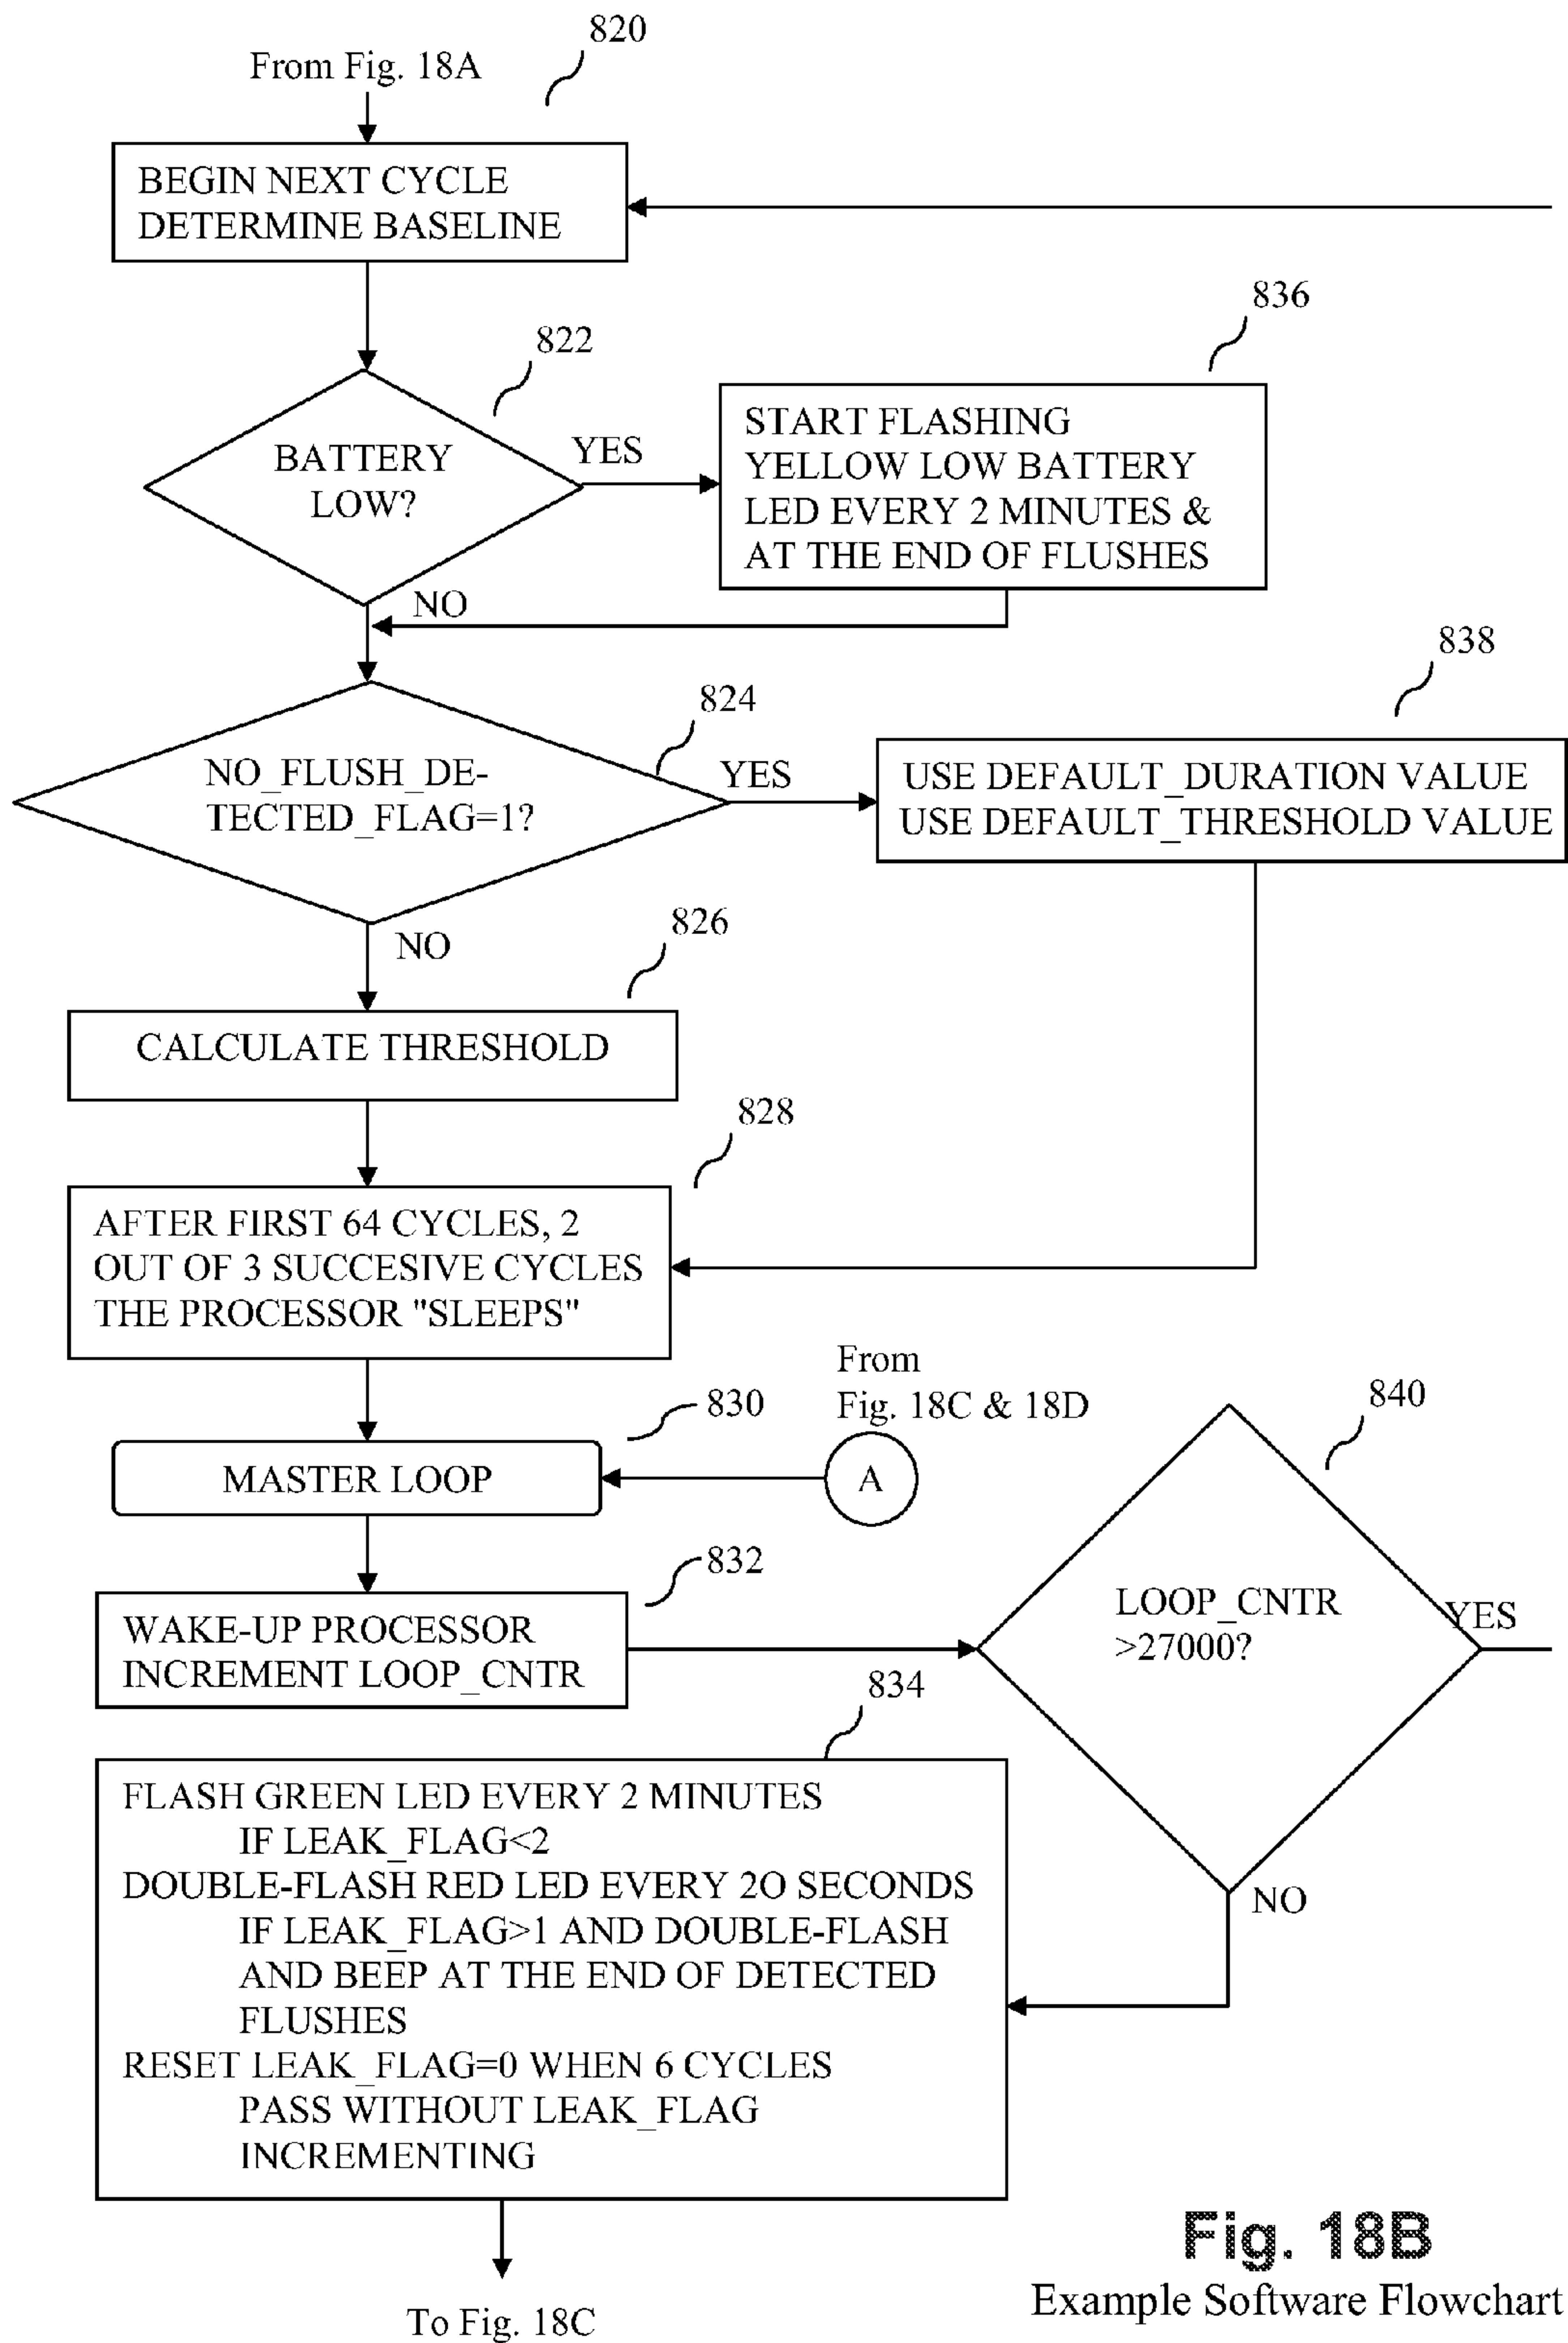 820
From Fig. 18A
BEGIN NEXT CYCLE
DETERMINE BASELINE
822
836
BATTERY
LOW?
YES
START FLASHING
YELLOW LOW BATTERY
LED EVERY 2 MINUTES &
AT THE END OF FLUSHES
NO
838
824
NO_FLUSH_DE-
TECTED_FLAG=1?
YES
USE DEFAULT_DURATION VALUE
USE DEFAULT_THRESHOLD VALUE
826
NO
CALCULATE THRESHOLD
828
AFTER FIRST 64 CYCLES, 2
OUT OF 3 SUCCESIVE CYCLES
THE PROCESSOR "SLEEPS"
From
Fig. 18C & 18D
830
840
MASTER LOOP
A
832
WAKE-UP PROCESSOR
INCREMENT LOOP_CNTR
LOOP_CNTR
>27000?
YES
834
NO
FLASH GREEN LED EVERY 2 MINUTES
IF LEAK_FLAG<2
DOUBLE-FLASH RED LED EVERY 2O SECONDS
IF LEAK_FLAG>1 AND DOUBLE-FLASH
AND BEEP AT THE END OF DETECTED
FLUSHES
RESET LEAK_FLAG=0 WHEN 6 CYCLES
PASS WITHOUT LEAK_FLAG
INCREMENTING
To Fig. 18C
Fig. 18B
Example Software Flowchart